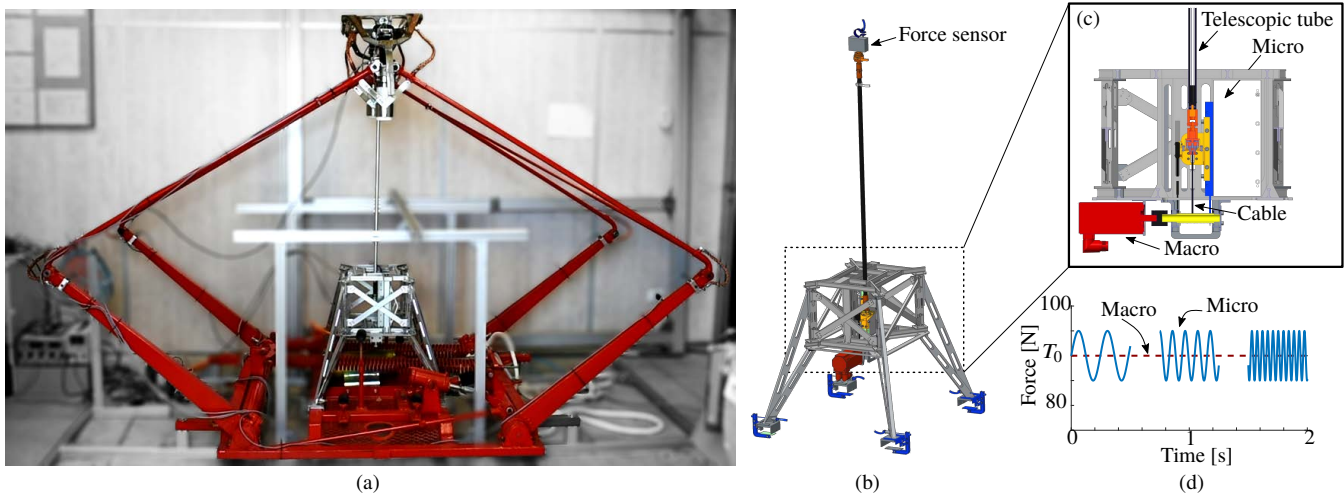 (a)
Force sensor
(b)
(c)
Telescopic tube
Micro
Cable
Macro
100
Macro
Micro
Force [N]
T0
80
0
1
2
Time [s]
(d)